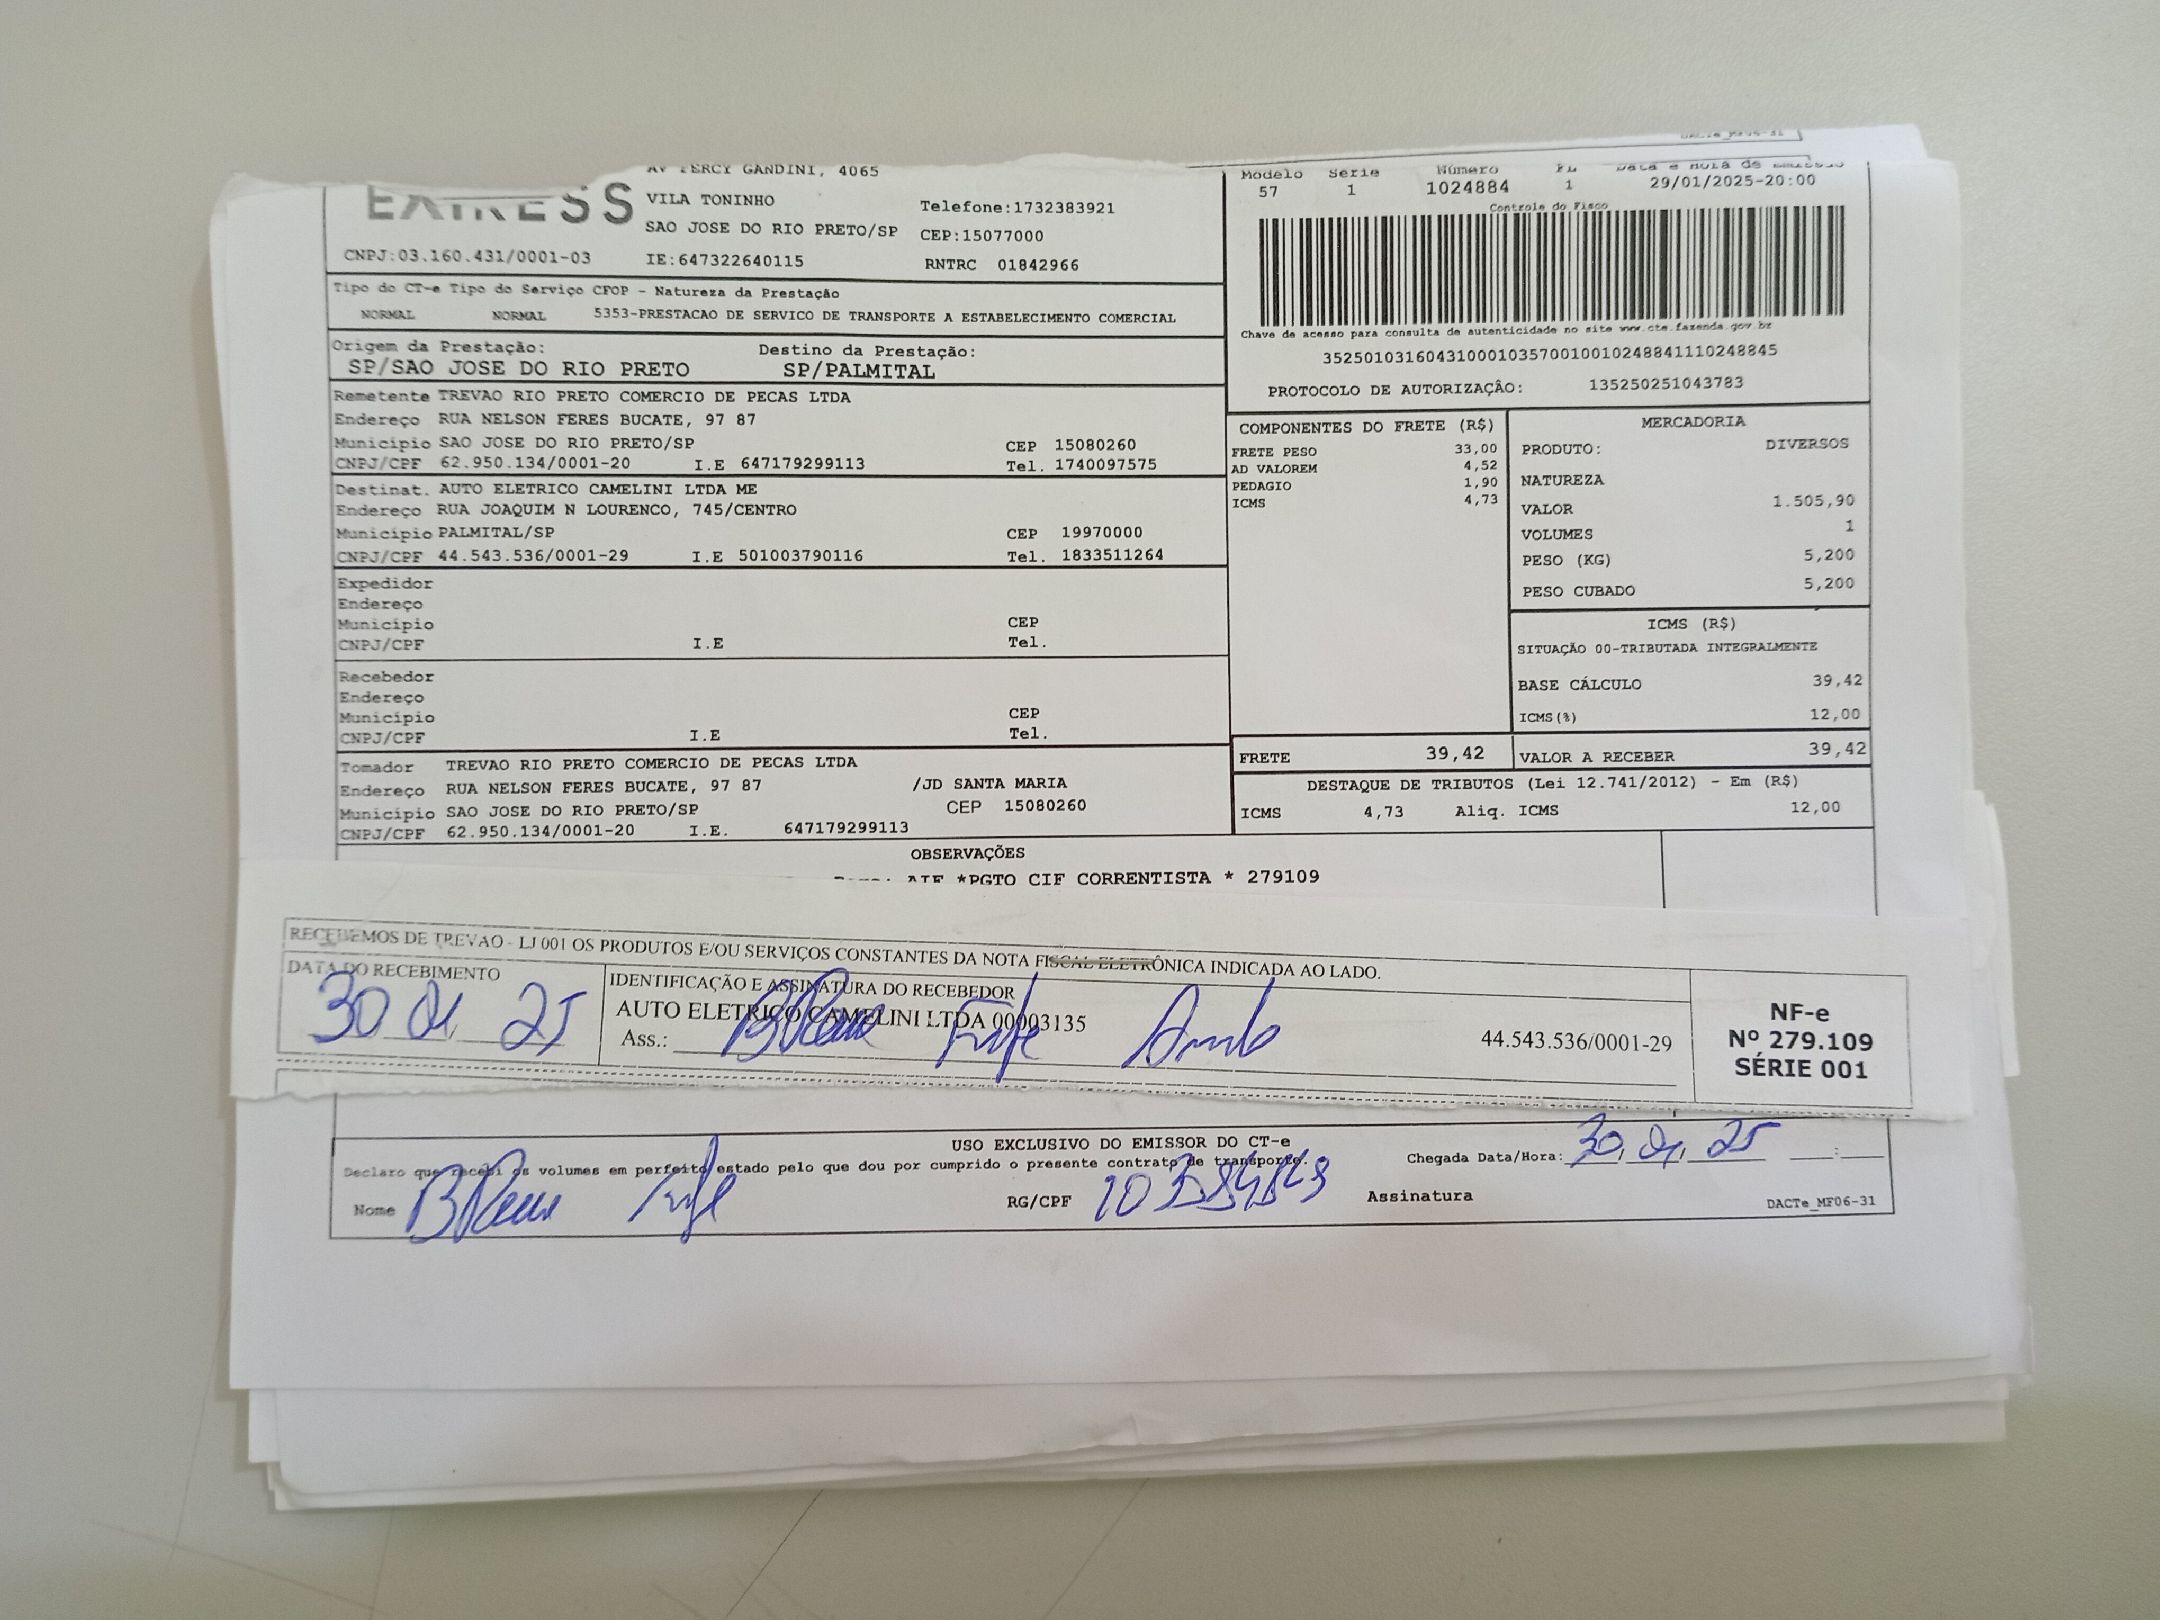 GANDINI, 4065
VILA TONINHO
SAO JOSE DO RIO PRETO/SP
Telefone:1732383921
CEP:15077000
CNPJ:03.160.431/0001-03 IE:647322640115 RNTRC 01842966
Modelo Serie Número FL
57 1 1024884 1 29/01/2025-20:00
Controle do Fisco
Chave de acesso para consulta de autenticidade no site www.cte.fazenda.gov.br
35250103160431000103570010010248841110248845
PROTOCOLO DE AUTORIZAÇÂO: 135250251043783
Tipo do CT-e Tipo do Serviço CFOP - Natureza da Prestação
NORMAL NORMAL 5353-PRESTACAO DE SERVICO DE TRANSPORTE A ESTABELECIMENTO COMERCIAL
Origem da Prestação: Destino da Prestação:
SP/SAO JOSE DO RIO PRETO SP/PALMITAL
Remetente TREVAO RIO PRETO COMERCIO DE PECAS LTDA
Endereço RUA NELSON FERES BUCATE, 97 87
Município SAO JOSE DO RIO PRETO/SP CEP 15080260
CNPJ/CPF 62.950.134/0001-20 I.E 647179299113 Tel. 1740097575
Destinat. AUTO ELETRICO CAMELINI LTDA ME
Endereço RUA JOAQUIM N LOURENCO, 745/CENTRO
Município PALMITAL/SP CEP 19970000
CNPJ/CPF 44.543.536/0001-29 I.E 501003790116 Tel. 1833511264
Expedidor
Endereço
Município CEP
CNPJ/CPF I.E Tel.
Recebedor
Endereço
Município CEP
CNPJ/CPF I.E Tel.
Tomador TREVAO RIO PRETO COMERCIO DE PECAS LTDA
Endereço RUA NELSON FERES BUCATE, 97 87 /JD SANTA MARIA
Município SAO JOSE DO RIO PRETO/SP CEP 15080260
CNPJ/CPF 62.950.134/0001-20 I.E. 647179299113
COMPONENTES DO FRETE (R$)
FRETE PESO 33,00
AD VALOREM 4,52
PEDAGIO 1,90
ICMS 4,73
MERCADORIA
PRODUTO: DIVERSOS
NATUREZA
VALOR 1.505,90
VOLUMES 1
PESO (KG) 5,200
PESO CUBADO 5,200
ICMS (R$)
SITUAÇÃO 00-TRIBUTADA INTEGRALMENTE
BASE CÁLCULO 39,42
ICMS(%) 12,00
FRETE 39,42 VALOR A RECEBER 39,42
DESTAQUE DE TRIBUTOS (Lei 12.741/2012) - Em (R$)
ICMS 4,73 Aliq. ICMS 12,00
OBSERVAÇÕES
*PGTO CIF CORRENTISTA * 279109
RECEBEMOS DE TREVAO - LJ 001 OS PRODUTOS E/OU SERVIÇOS CONSTANTES DA NOTA FISCAL ELETRÔNICA INDICADA AO LADO.
DATA DO RECEBIMENTO
30 01 25
IDENTIFICAÇÃO E ASSINATURA DO RECEBEDOR
AUTO ELETRICO CAMELINI LTDA 00003135
Ass.: 44.543.536/0001-29
NF-e
Nº 279.109
SÉRIE 001
USO EXCLUSIVO DO EMISSOR DO CT-e
Declaro que recebi os volumes em perfeito estado pelo que dou por cumprido o presente contrato de transporte.
Chegada Data/Hora: 30 01 25
Nome RG/CPF Assinatura
DACTe_MF06-31